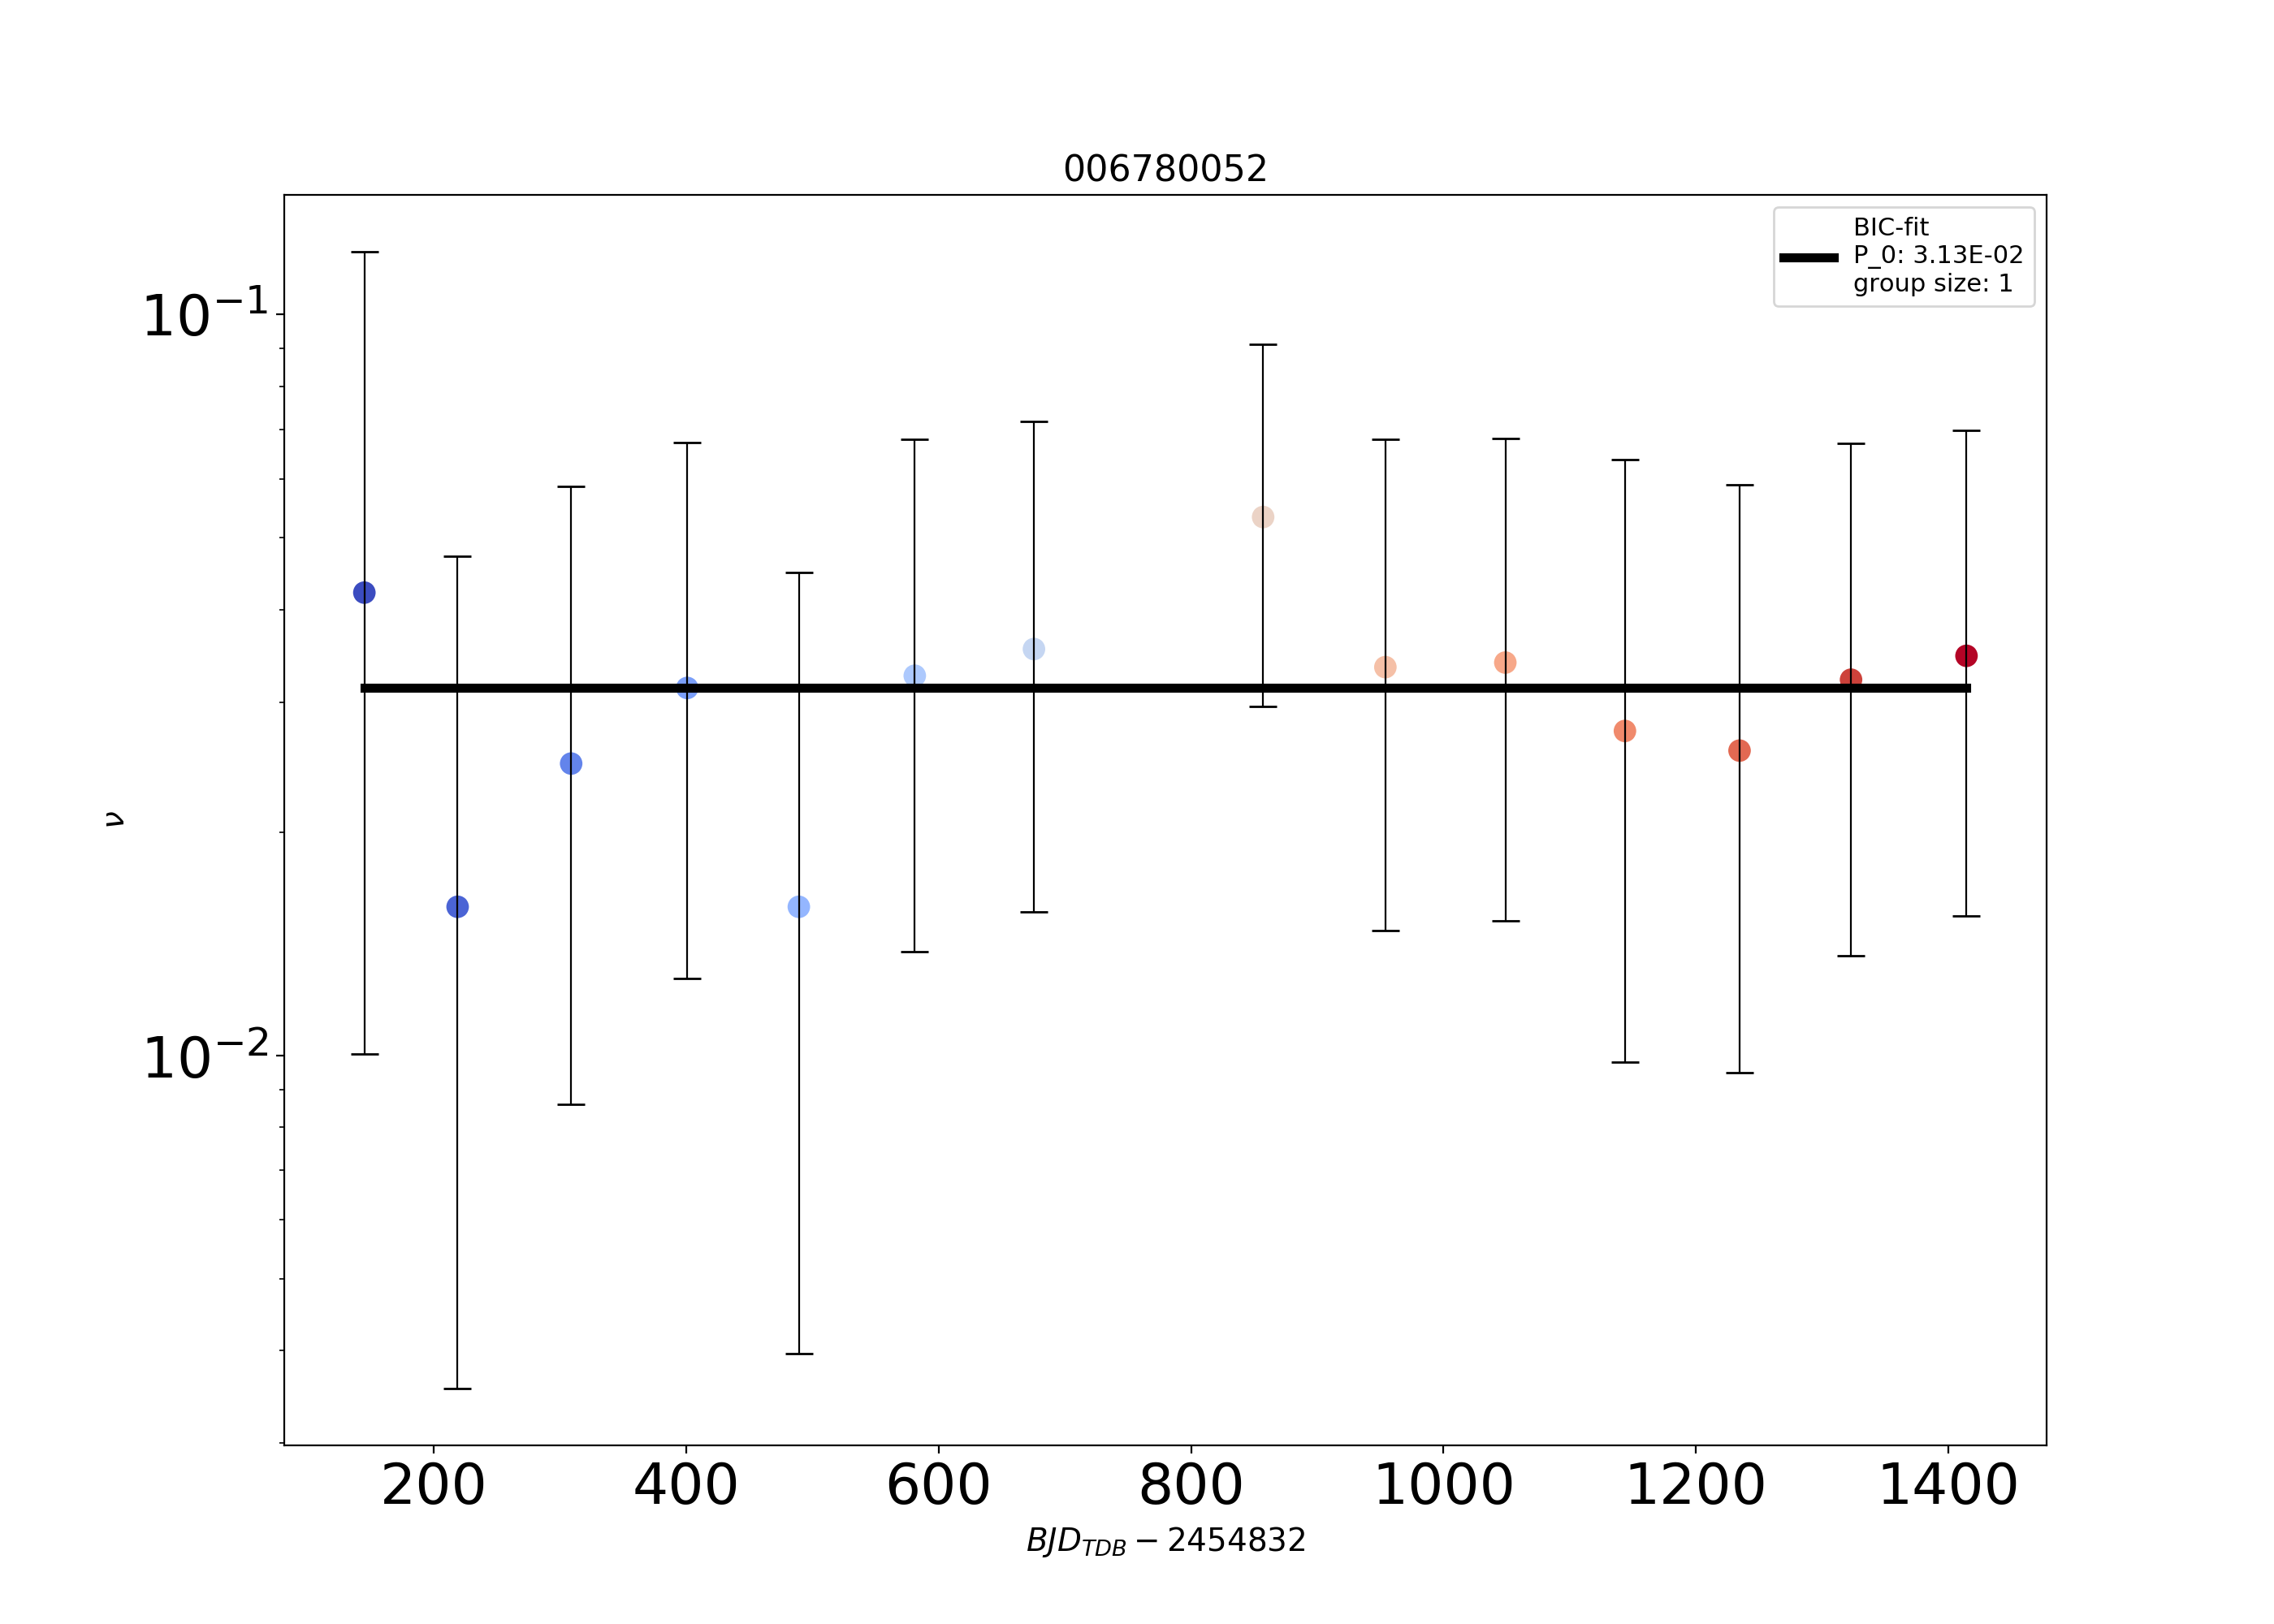 006780052
BIC-fit
P_0: 3.13E-02
group size: 1
10⁻¹
10⁻²
ν
200 400 600 800 1000 1200 1400
BJD_TDB − 2454832